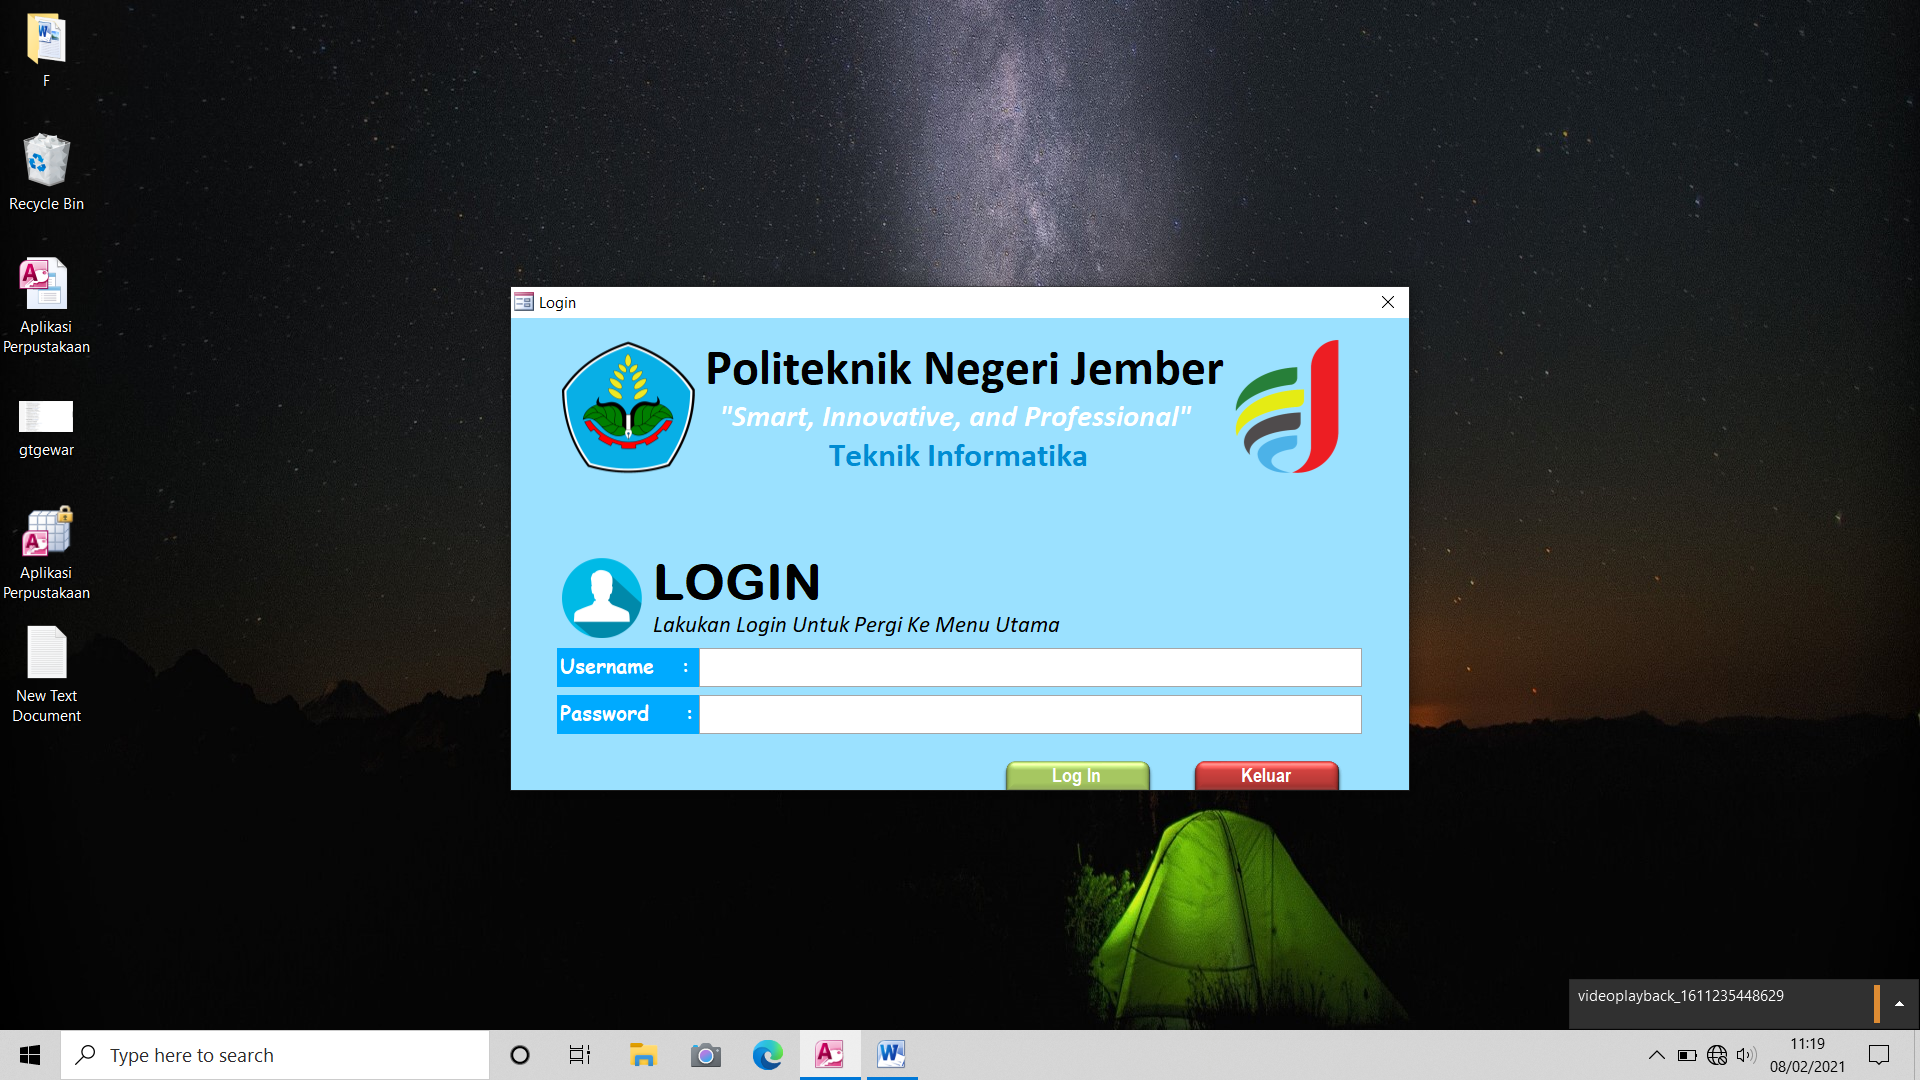 F
Recycle Bin
Aplikasi
Perpustakaan
gtgewar
Aplikasi
Perpustakaan
New Text
Document
Login
Politeknik Negeri Jember
"Smart, Innovative, and Professional"
Teknik Informatika
LOGIN
Lakukan Login Untuk Pergi Ke Menu Utama
Username :
Password :
Log In Keluar
videoplayback_1611235448629
Type here to search
11:19
08/02/2021